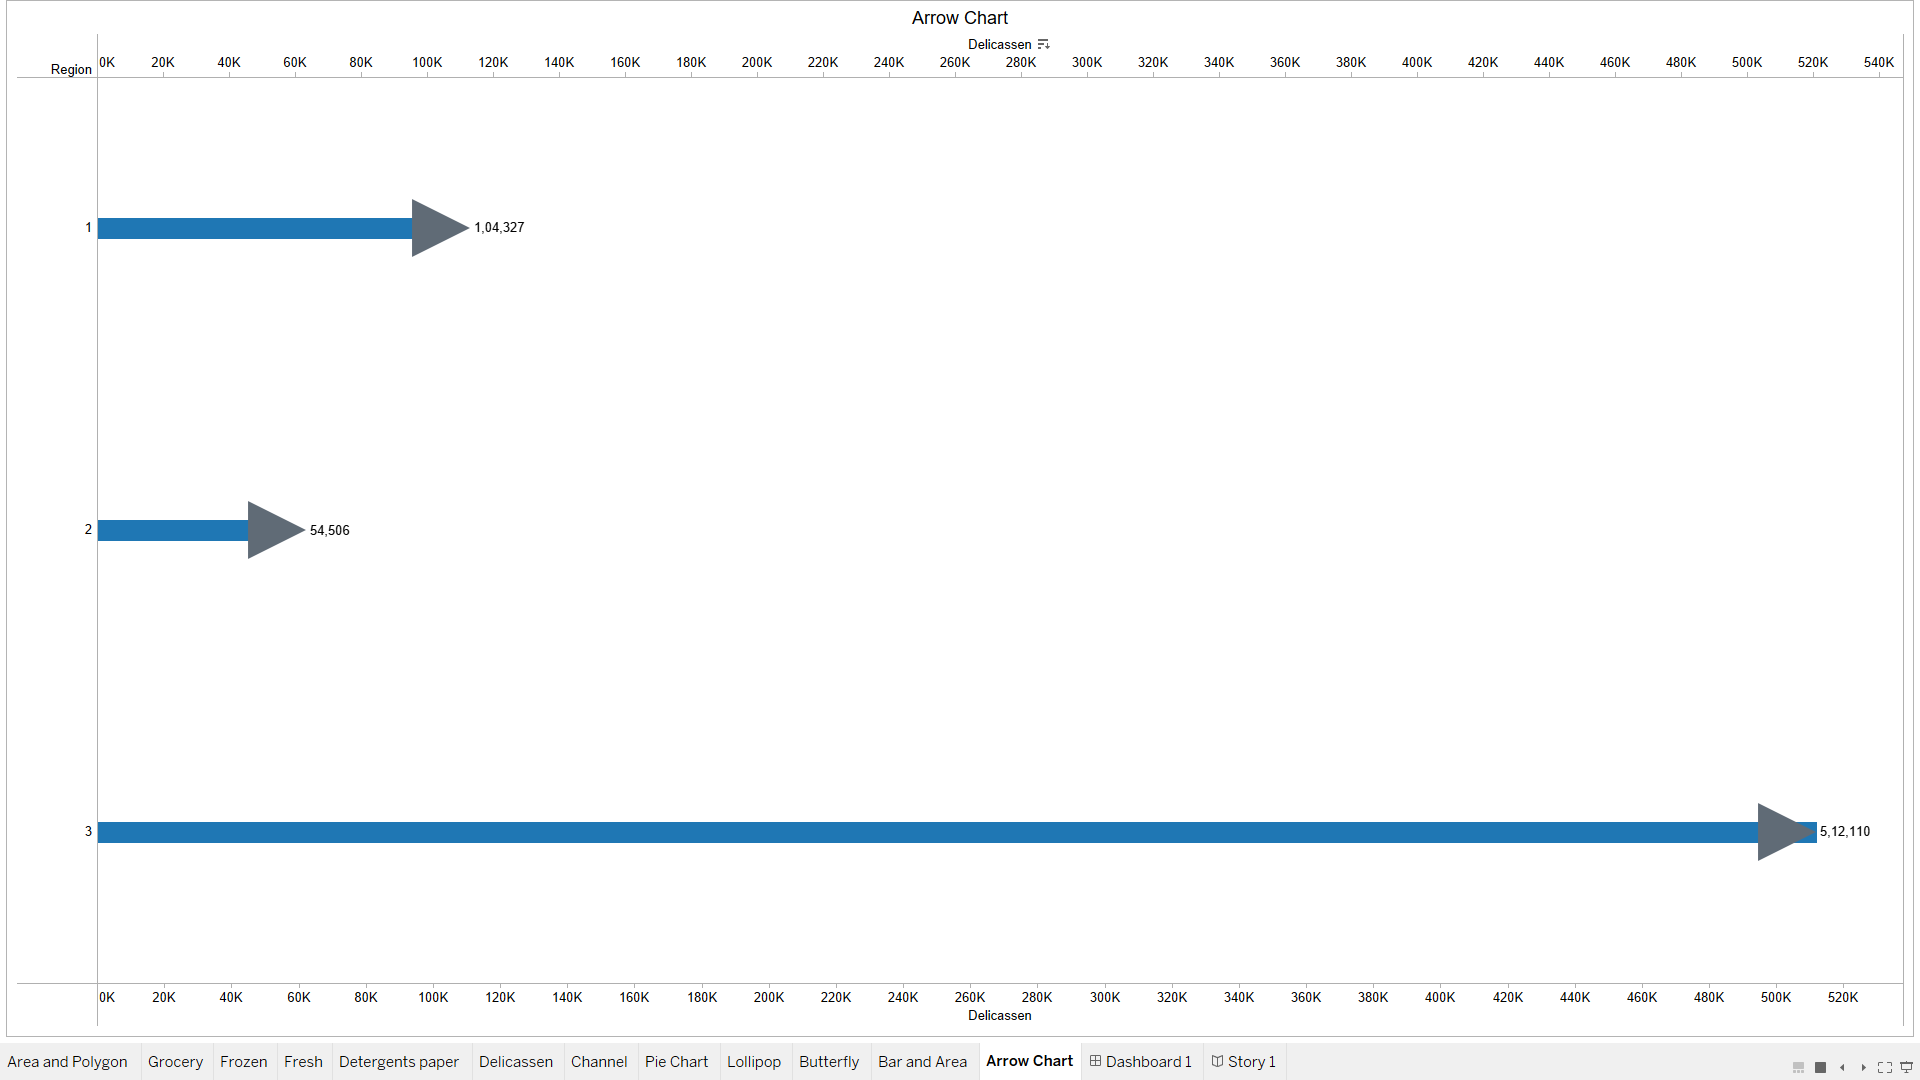 Arrow Chart
Delicassen
Region
0K 20K 40K 60K 80K 100K 120K 140K 160K 180K 200K 220K 240K 260K 280K 300K 320K 340K 360K 380K 400K 420K 440K 460K 480K 500K 520K 540K
1 1,04,327
2 54,506
3 5,12,110
0K 20K 40K 60K 80K 100K 120K 140K 160K 180K 200K 220K 240K 260K 280K 300K 320K 340K 360K 380K 400K 420K 440K 460K 480K 500K 520K
Delicassen
Area and Polygon Grocery Frozen Fresh Detergents paper Delicassen Channel Pie Chart Lollipop Butterfly Bar and Area Arrow Chart Dashboard 1 Story 1